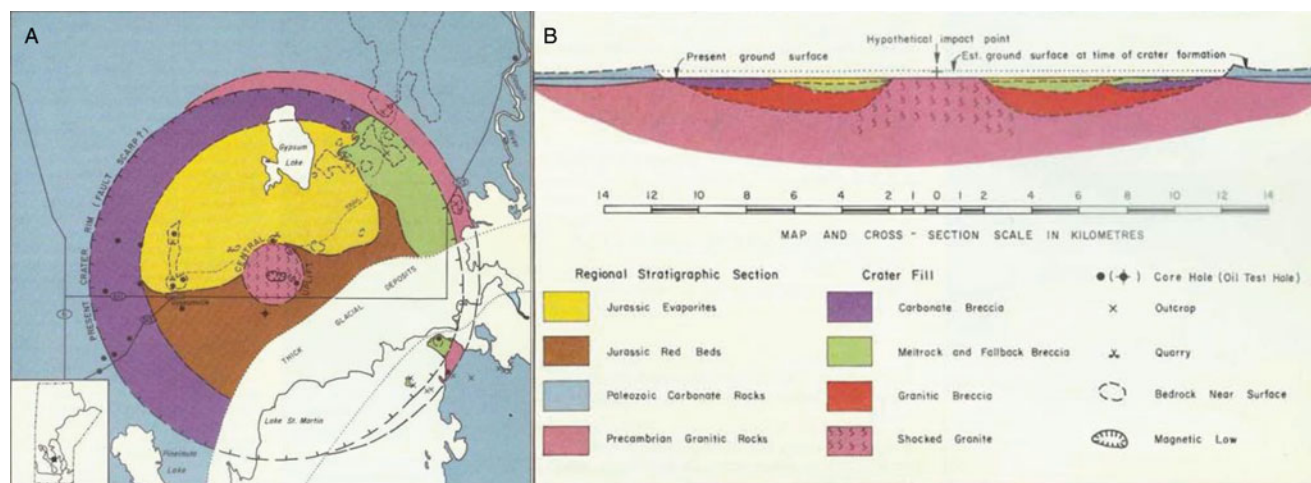 A
PRESENT CRATER RIM (FAULT SCARP?)
Gypsum
Lake
River
CENTRAL
UPLIFT
THICK GLACIAL DEPOSITS
Lake St. Martin
Pineimuta
Lake
B
Hypothetical impact point
Present ground surface
Est. ground surface at time of crater formation
14 12 10 8 6 4 2 1 0 1 2 4 6 8 10 12 14
MAP AND CROSS - SECTION SCALE IN KILOMETRES
Regional Stratigraphic Section
Jurassic Evaporites
Jurassic Red Beds
Paleozoic Carbonate Rocks
Precambrian Granitic Rocks
Crater Fill
Carbonate Breccia
Meltrock and Fallback Breccia
Granitic Breccia
Shocked Granite
Core Hole (Oil Test Hole)
Outcrop
Quarry
Bedrock Near Surface
Magnetic Low